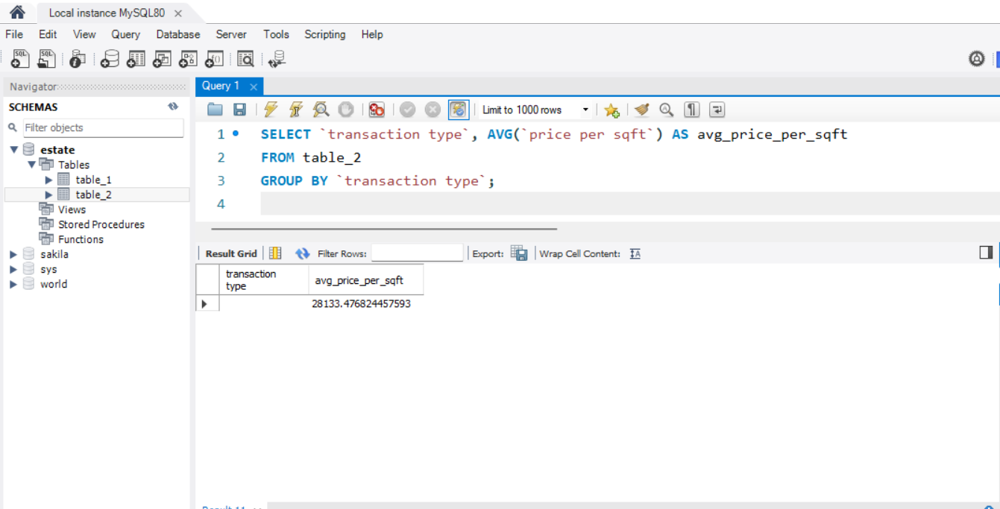 Local instance MySQL80
File Edit View Query Database Server Tools Scripting Help
Navigator
Query 1
SCHEMAS
Limit to 1000 rows
Filter objects
1 SELECT `transaction type`, AVG(`price per sqft`) AS avg_price_per_sqft
2 FROM table_2
3 GROUP BY `transaction type`;
4
estate
Tables
table_1
table_2
Views
Stored Procedures
Functions
sakila
sys
world
Result Grid Filter Rows: Export: Wrap Cell Content:
transaction
type
avg_price_per_sqft
28133.476824457593